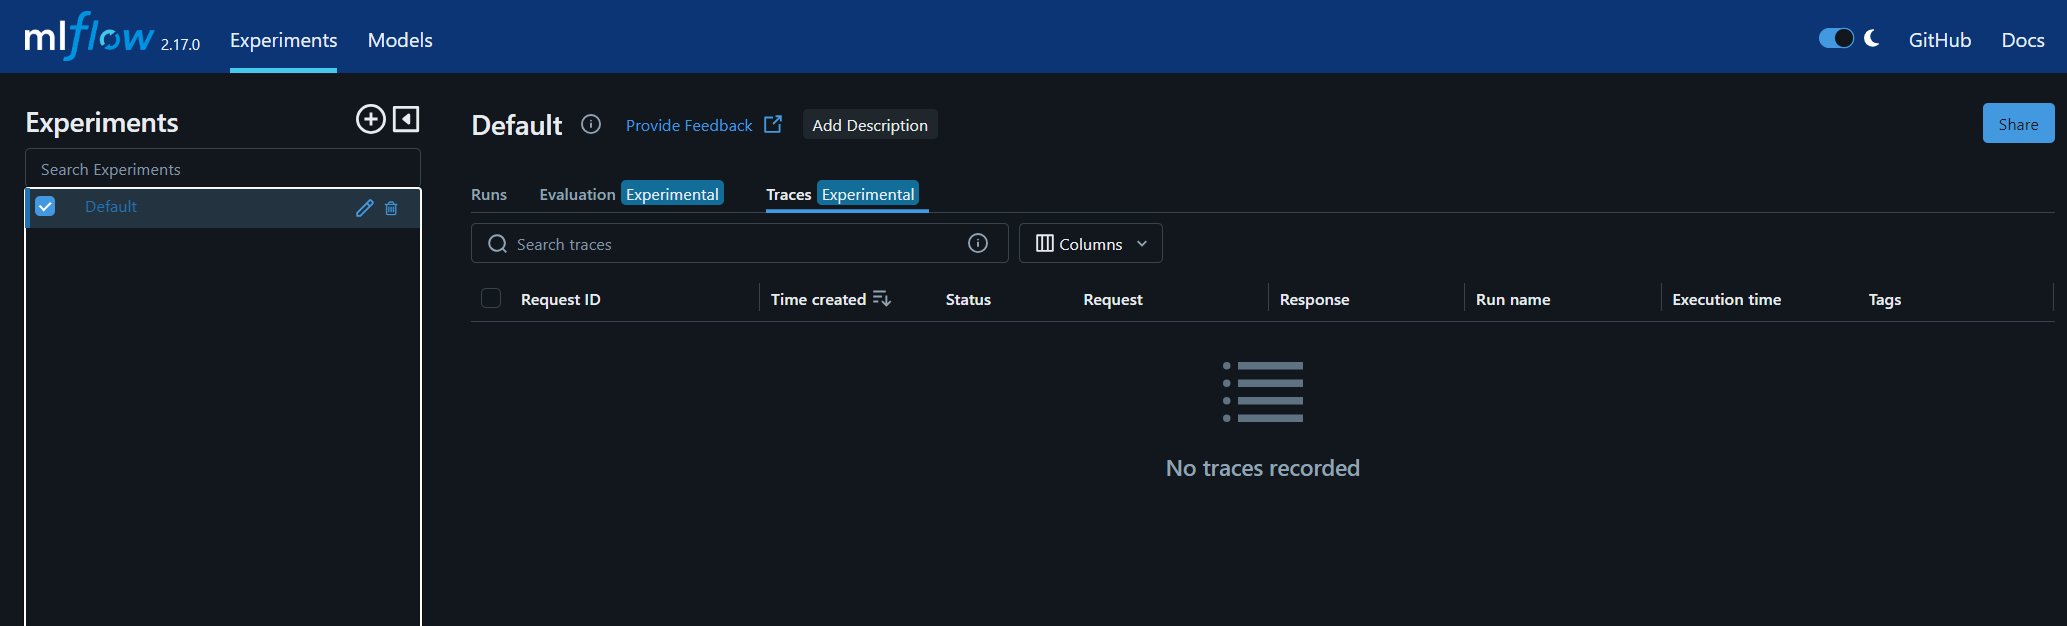 mlflow 2.17.0 Experiments Models GitHub Docs
Experiments
Search Experiments
Default
Default Provide Feedback Add Description Share
Runs Evaluation Experimental Traces Experimental
Search traces Columns
Request ID Time created Status Request Response Run name Execution time Tags
No traces recorded